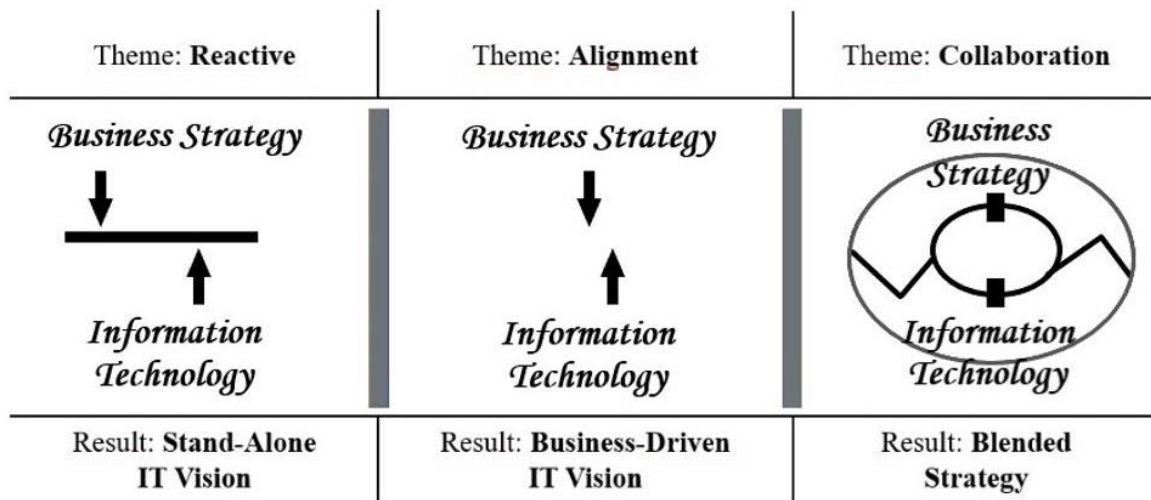 Theme: Reactive
Theme: Alignment
Theme: Collaboration
Business Strategy
Information
Technology
Business Strategy
Information
Technology
Business
Strategy
Information
Technology
Result: Stand-Alone
IT Vision
Result: Business-Driven
IT Vision
Result: Blended
Strategy